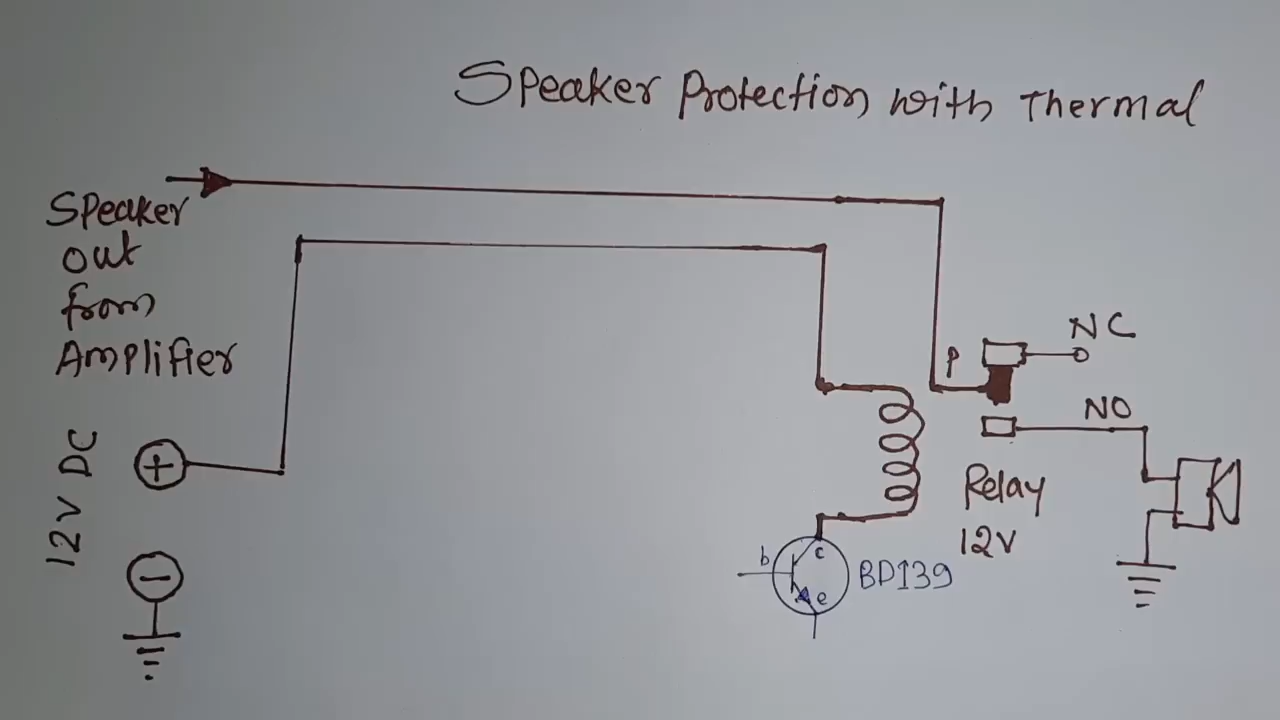 Speaker Protection with Thermal
Speaker
out
from
Amplifier
12V DC
+
−
P
NC
NO
Relay
12V
b
c
e
BD139